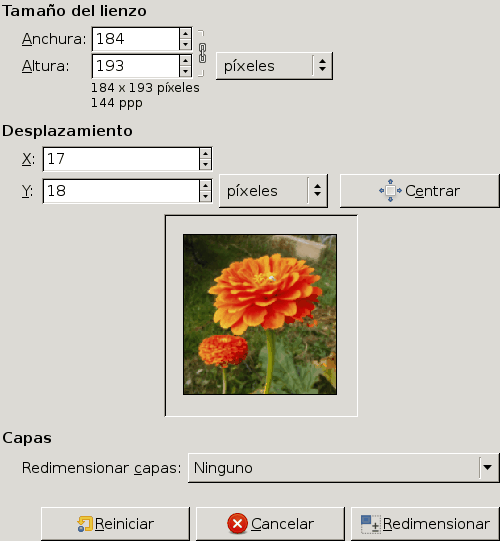 Tamaño del lienzo
Anchura: 184
Altura: 193 píxeles
184 x 193 píxeles
144 ppp
Desplazamiento
X: 17
Y: 18 píxeles Centrar
Capas
Redimensionar capas: Ninguno
Reiniciar Cancelar Redimensionar